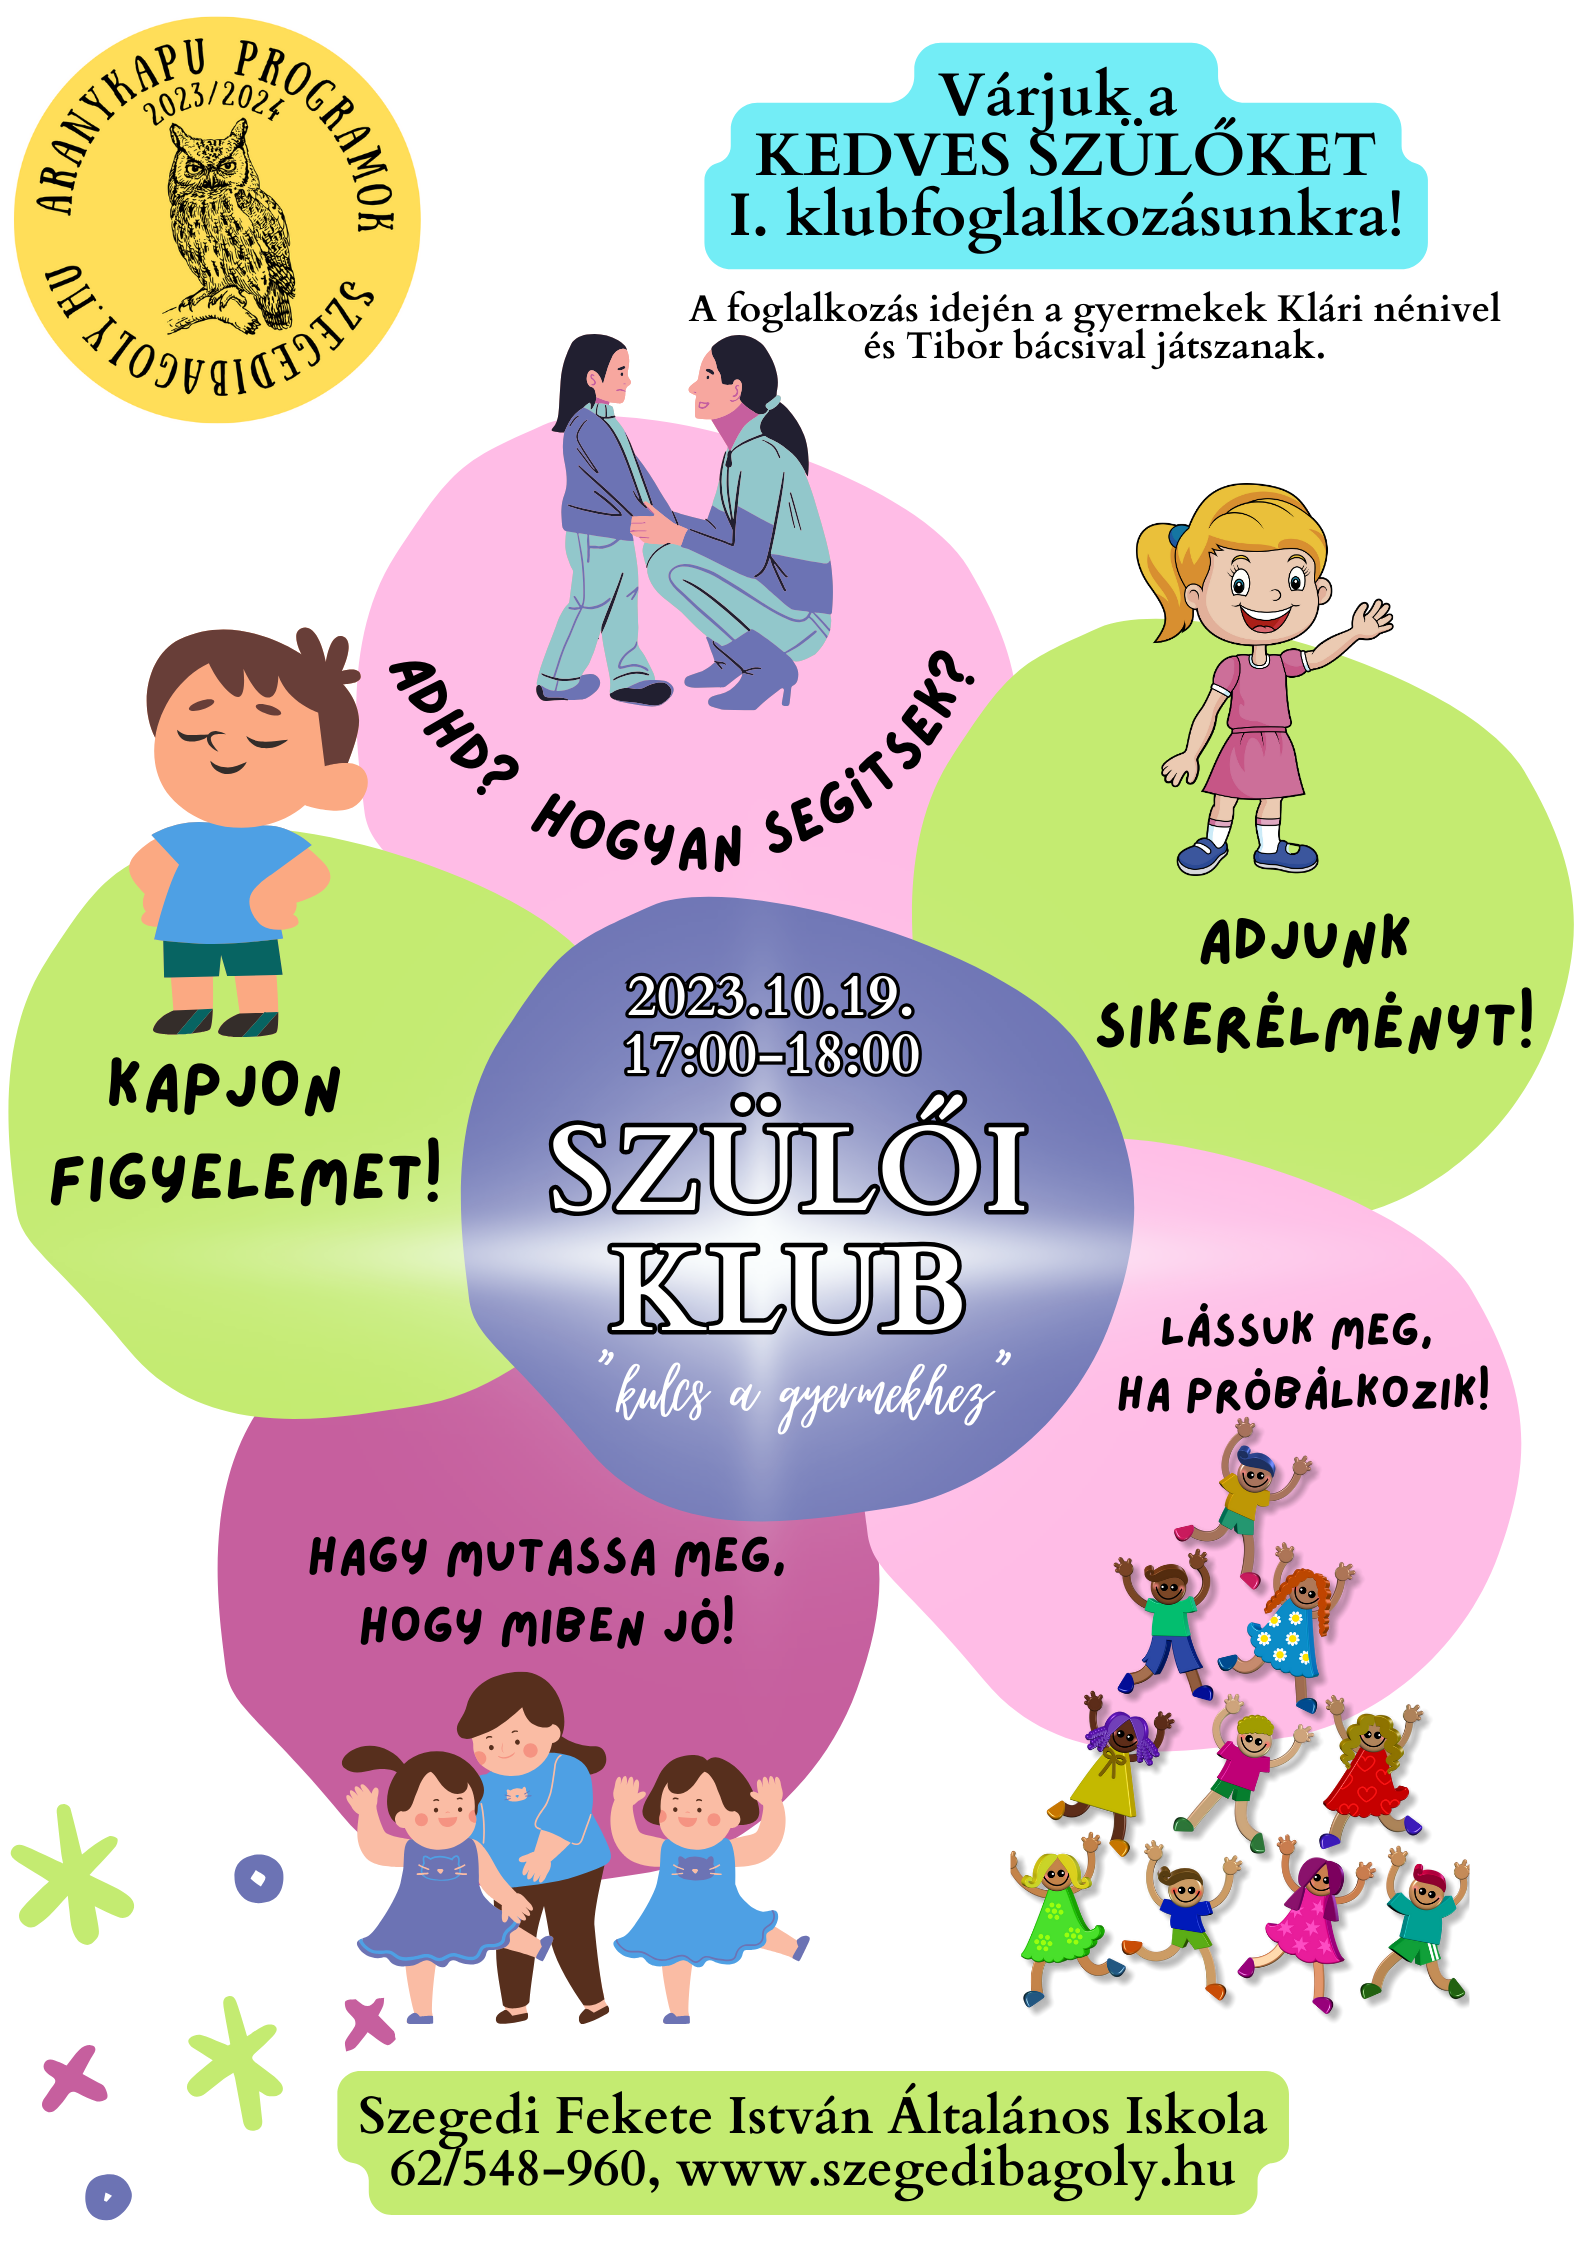 ARANYKAPU PROGRAMOK
2023/2024
SZEGEDIBAGOLY.HU
Várjuk a
KEDVES SZÜLŐKET
I. klubfoglalkozásunkra!
A foglalkozás idején a gyermekek Klári nénivel
és Tibor bácsival játszanak.
ADHD? HOGYAN SEGÍTSEK?
ADJUNK
SIKERÉLMÉNYT!
KAPJON
FIGYELEMET!
2023.10.19.
17:00-18:00
SZÜLŐI
KLUB
"kulcs a gyermekhez"
LÁSSUK MEG,
HA PRÓBÁLKOZIK!
HAGY MUTASSA MEG,
HOGY MIBEN JÓ!
Szegedi Fekete István Általános Iskola
62/548-960, www.szegedibagoly.hu